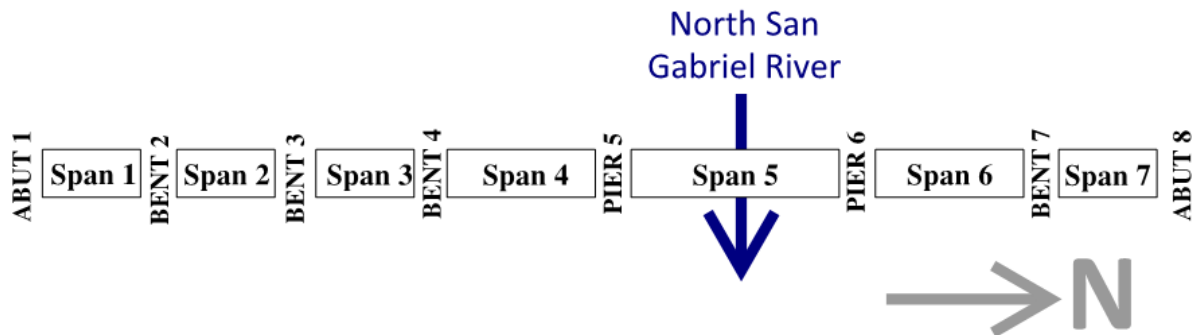 North San
Gabriel River
ABUT 1
Span 1
BENT 2
Span 2
BENT 3
Span 3
BENT 4
Span 4
PIER 5
Span 5
PIER 6
Span 6
BENT 7
Span 7
ABUT 8
N